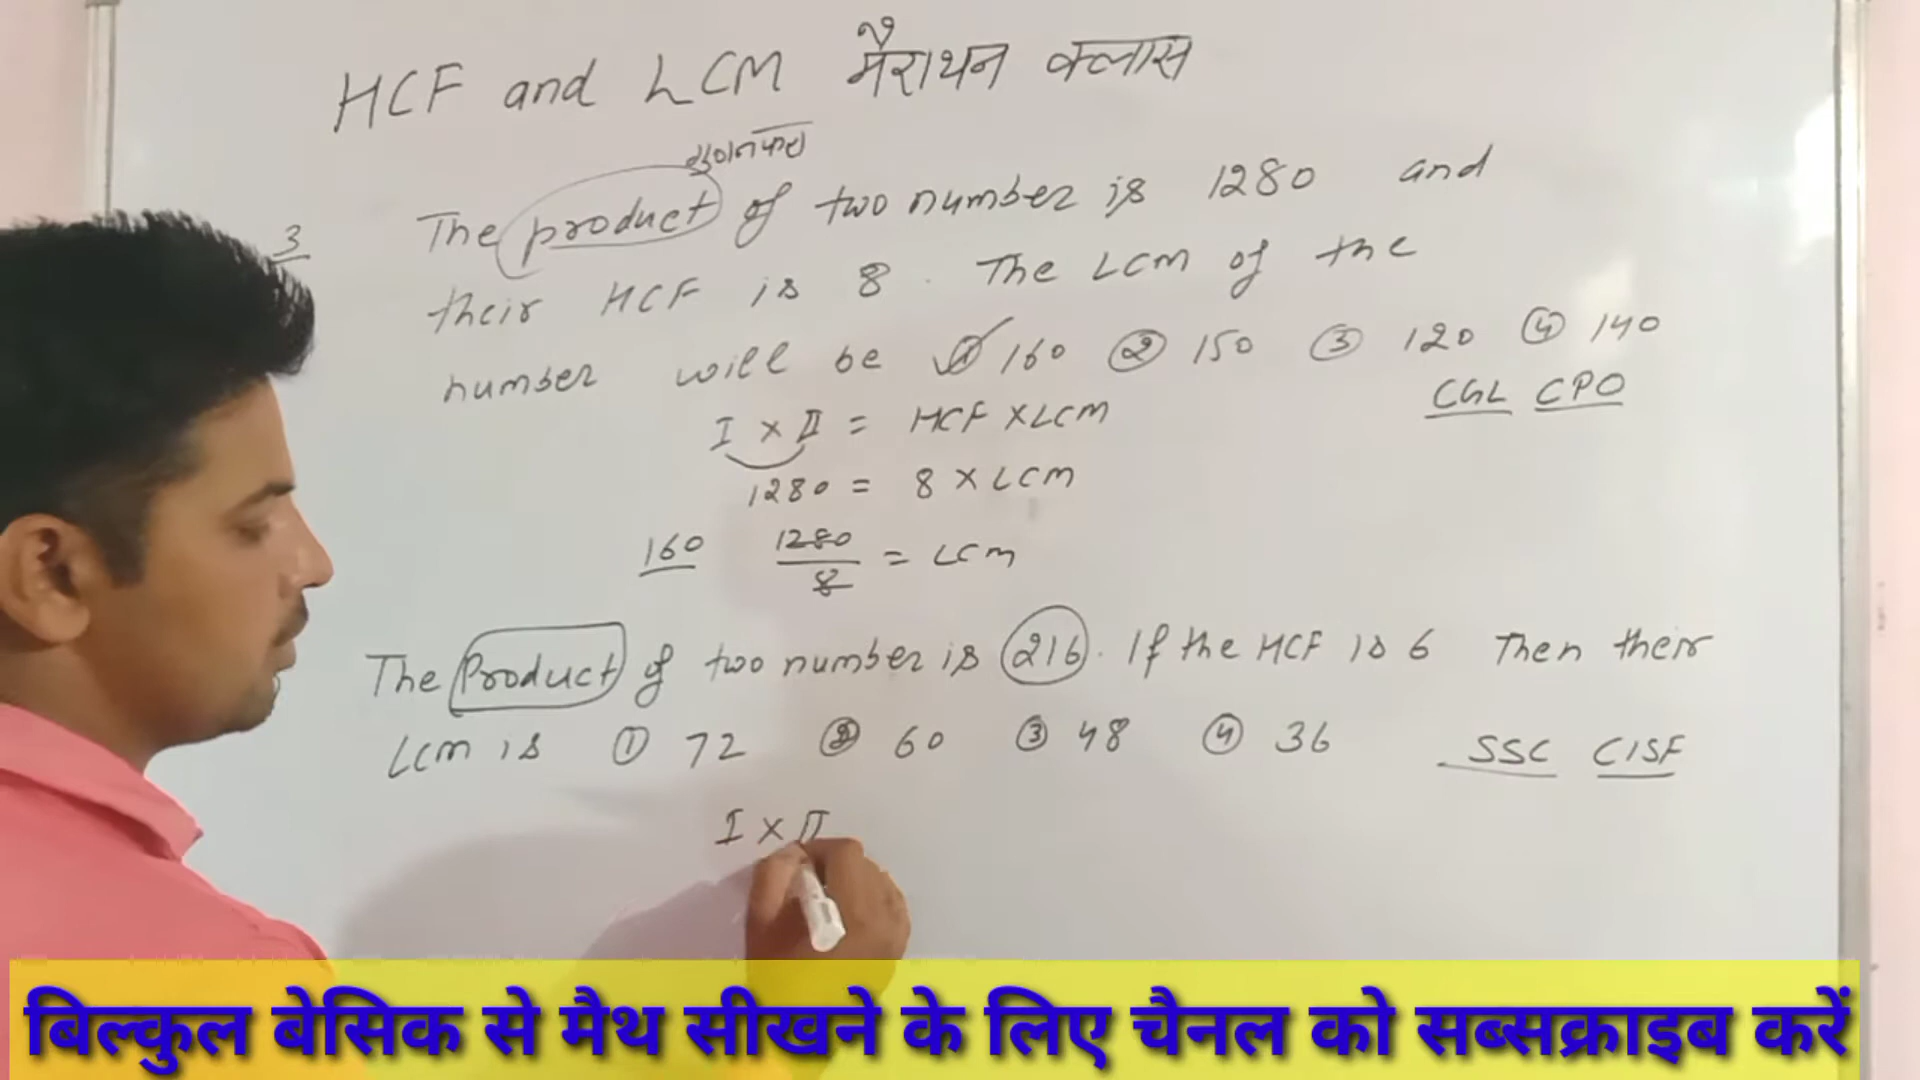 HCF and LCM मैराथन क्लास
गुणनफल
3 The product of two number is 1280 and
their HCF is 8. The LCM of the
number will be ① 160 ② 150 ③ 120 ④ 140
CGL CPO
I × II = HCF × LCM
1280 = 8 × LCM
160 1280/8 = LCM
The Product of two number is 216. If the HCF is 6 Then their
LCM is ① 72 ② 60 ③ 48 ④ 36 SSC CISF
I × II
बिल्कुल बेसिक से मैथ सीखने के लिए चैनल को सब्सक्राइब करें